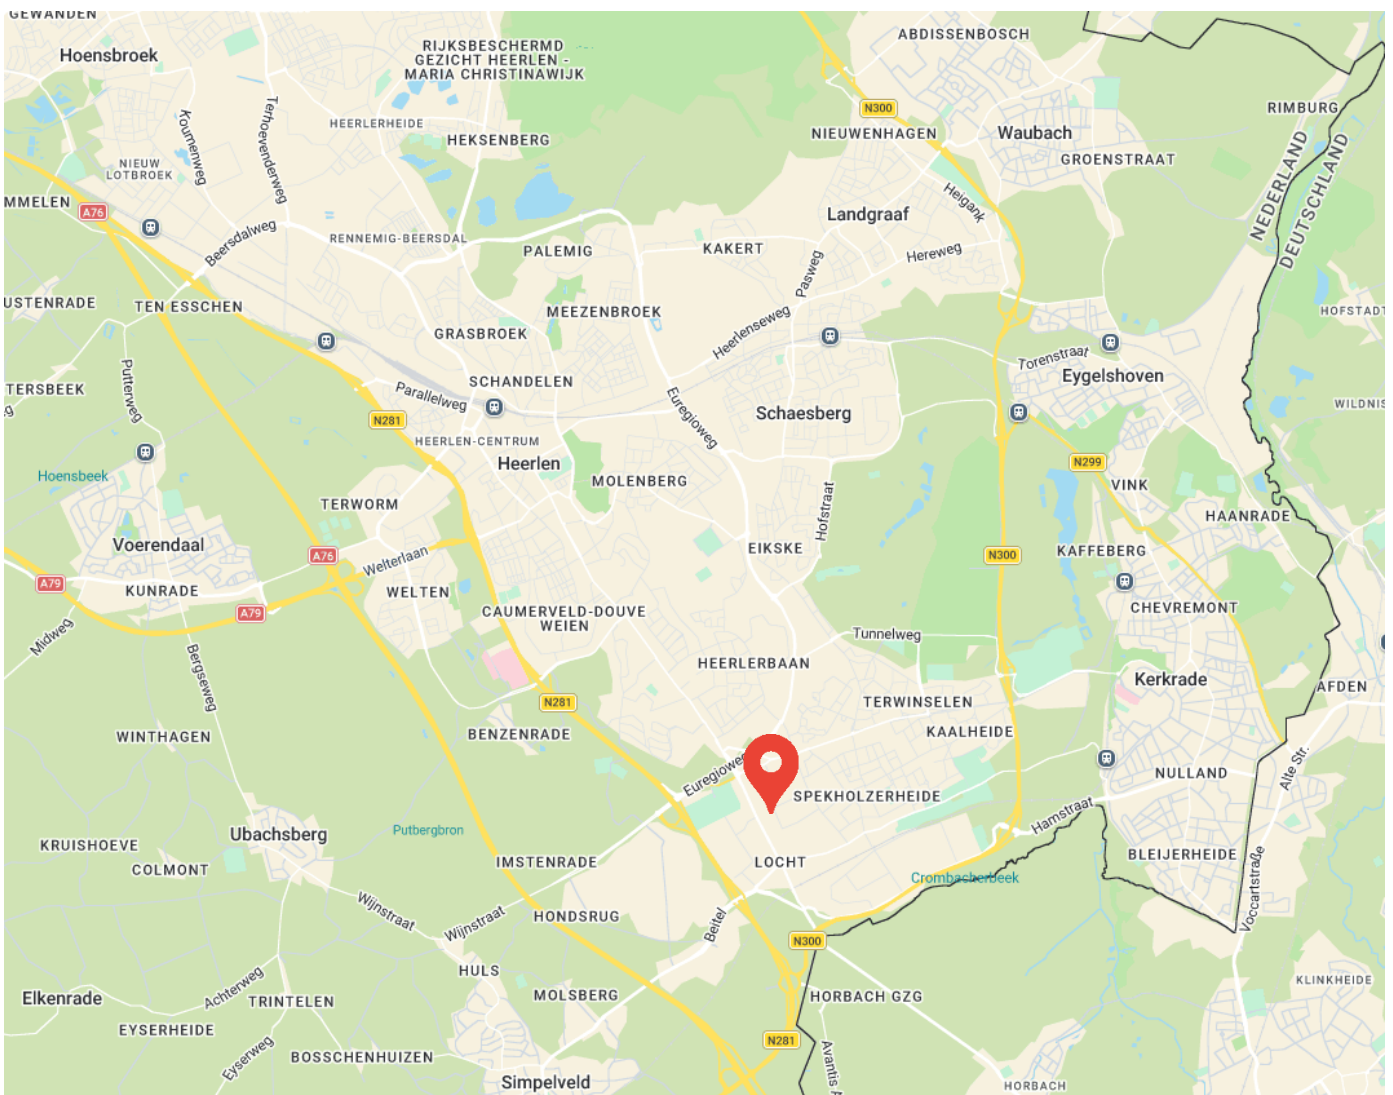 GEWANDEN
Hoensbroek
RIJKSBESCHERMD
GEZICHT HEERLEN -
MARIA CHRISTINAWIJK
ABDISSENBOSCH
N300
RIMBURG
HEERLERHEIDE
HEKSENBERG
NIEUWENHAGEN
Waubach
GROENSTRAAT
Koumenweg
Terhoevenderweg
NIEUW
LOTBROEK
NEDERLAND
DEUTSCHLAND
MMELEN
A76
Heigank
Landgraaf
Beersdalweg
RENNEMIG-BEERSDAL
PALEMIG
KAKERT
Pasweg
Hereweg
USTENRADE
TEN ESSCHEN
MEEZENBROEK
HOFSTADT
GRASBROEK
Heerlenseweg
Torenstraat
Eygelshoven
TERSBEEK
Putterweg
SCHANDELEN
Parallelweg
Euregioweg
Schaesberg
WILDNIS
N281
HEERLEN-CENTRUM
Heerlen
N299
Hoensbeek
MOLENBERG
VINK
TERWORM
Hofstraat
HAANRADE
Voerendaal
A76
Welterlaan
EIKSKE
N300
KAFFEBERG
A79
KUNRADE
WELTEN
A79
CAUMERVELD-DOUVE
WEIEN
CHEVREMONT
Midweg
Bergseweg
Tunnelweg
HEERLERBAAN
Kerkrade
AFDEN
N281
TERWINSELEN
WINTHAGEN
BENZENRADE
KAALHEIDE
Alte Str.
Euregioweg
NULLAND
SPEKHOLZERHEIDE
Hamstraat
Ubachsberg
Putbergbron
KRUISHOEVE
COLMONT
IMSTENRADE
LOCHT
BLEIJERHEIDE
Crombacherbeek
Voccartstraße
Wijnstraat
Wijnstraat
HONDSRUG
Beitel
N300
HULS
Achterweg
KLINKHEIDE
Elkenrade
TRINTELEN
MOLSBERG
HORBACH GZG
EYSERHEIDE
Eyserweg
BOSSCHENHUIZEN
N281
Avantis
Simpelveld
HORBACH